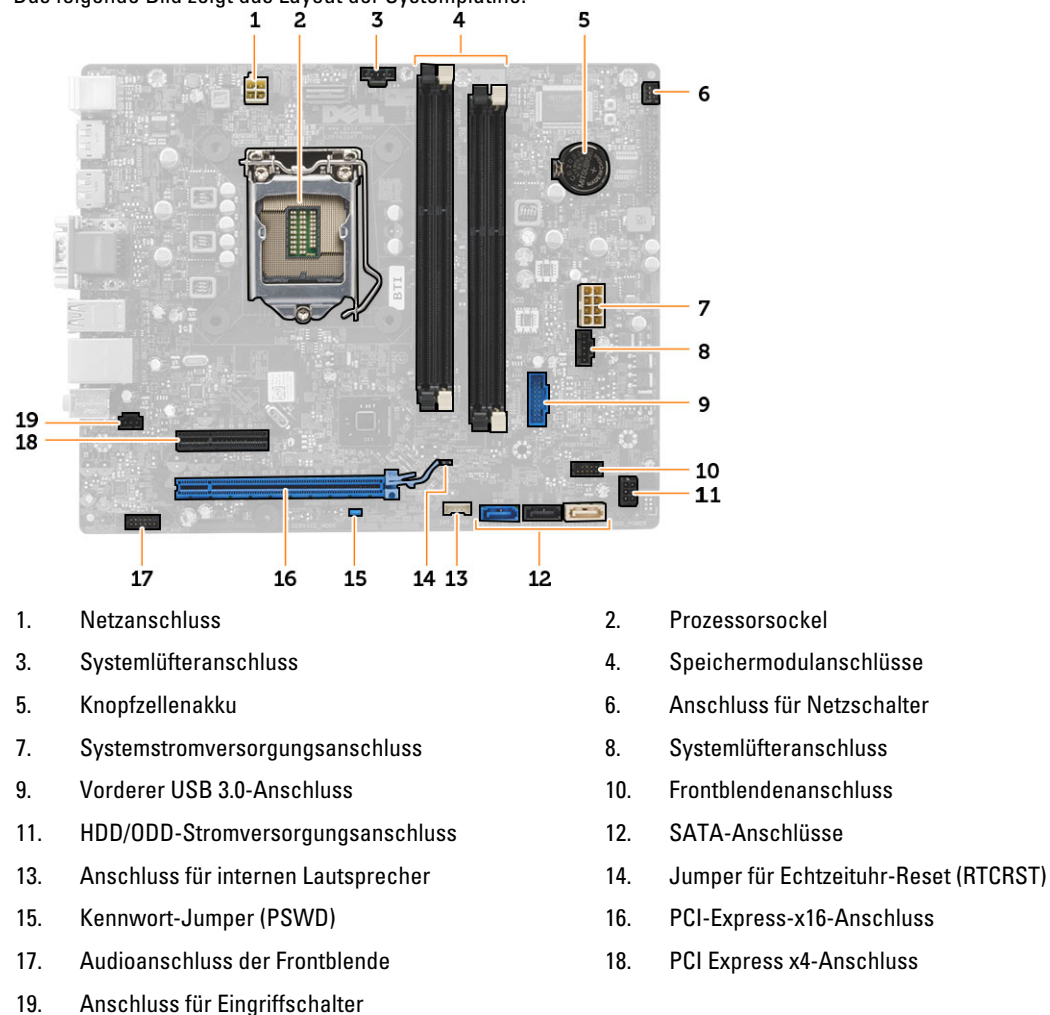 Das folgende Bild zeigt das Layout der Systemplatine:
1 2 3 4 5
6
DELL
BTI
7
8
9
19
18
10
11
17 16 15 14 13 12
1. Netzanschluss
2. Prozessorsockel
3. Systemlüfteranschluss
4. Speichermodulanschlüsse
5. Knopfzellenakku
6. Anschluss für Netzschalter
7. Systemstromversorgungsanschluss
8. Systemlüfteranschluss
9. Vorderer USB 3.0-Anschluss
10. Frontblendenanschluss
11. HDD/ODD-Stromversorgungsanschluss
12. SATA-Anschlüsse
13. Anschluss für internen Lautsprecher
14. Jumper für Echtzeituhr-Reset (RTCRST)
15. Kennwort-Jumper (PSWD)
16. PCI-Express-x16-Anschluss
17. Audioanschluss der Frontblende
18. PCI Express x4-Anschluss
19. Anschluss für Eingriffschalter